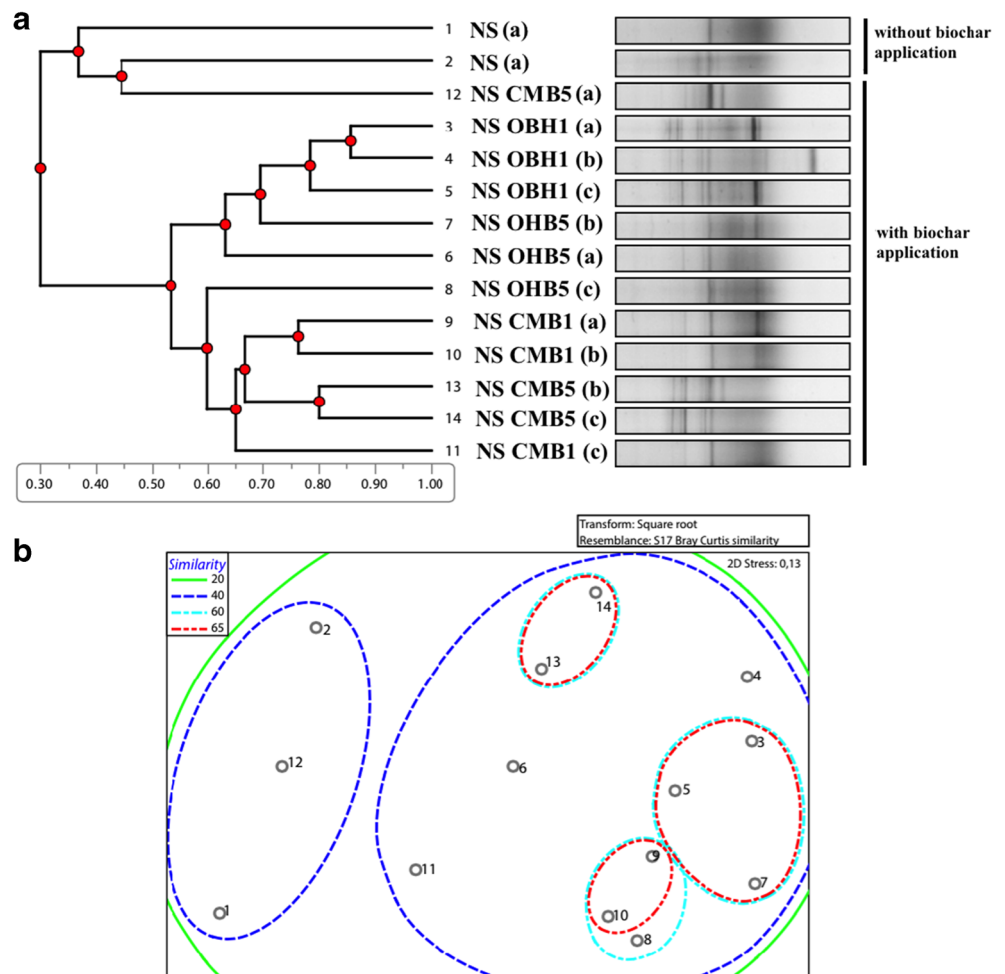 a
1 NS (a)
2 NS (a)
12 NS CMB5 (a)
3 NS OBH1 (a)
4 NS OBH1 (b)
5 NS OBH1 (c)
7 NS OHB5 (b)
6 NS OHB5 (a)
8 NS OHB5 (c)
9 NS CMB1 (a)
10 NS CMB1 (b)
13 NS CMB5 (b)
14 NS CMB5 (c)
11 NS CMB1 (c)
without biochar
application
with biochar
application
0.30 0.40 0.50 0.60 0.70 0.80 0.90 1.00
b
Transform: Square root
Resemblance: S17 Bray Curtis similarity
2D Stress: 0,13
Similarity
20
40
60
65
2
14
13
4
3
12
6
5
9
11
7
1
10
8